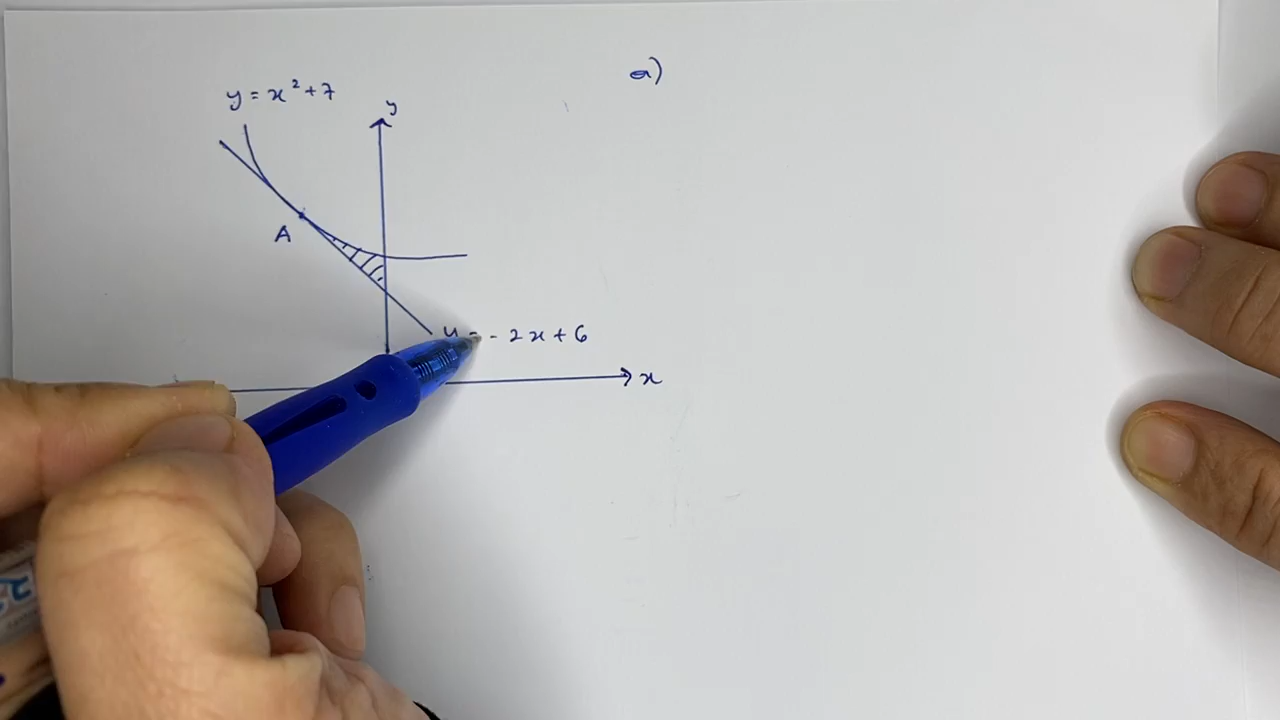 a)
y = x² + 7
y
A
y = - 2x + 6
x